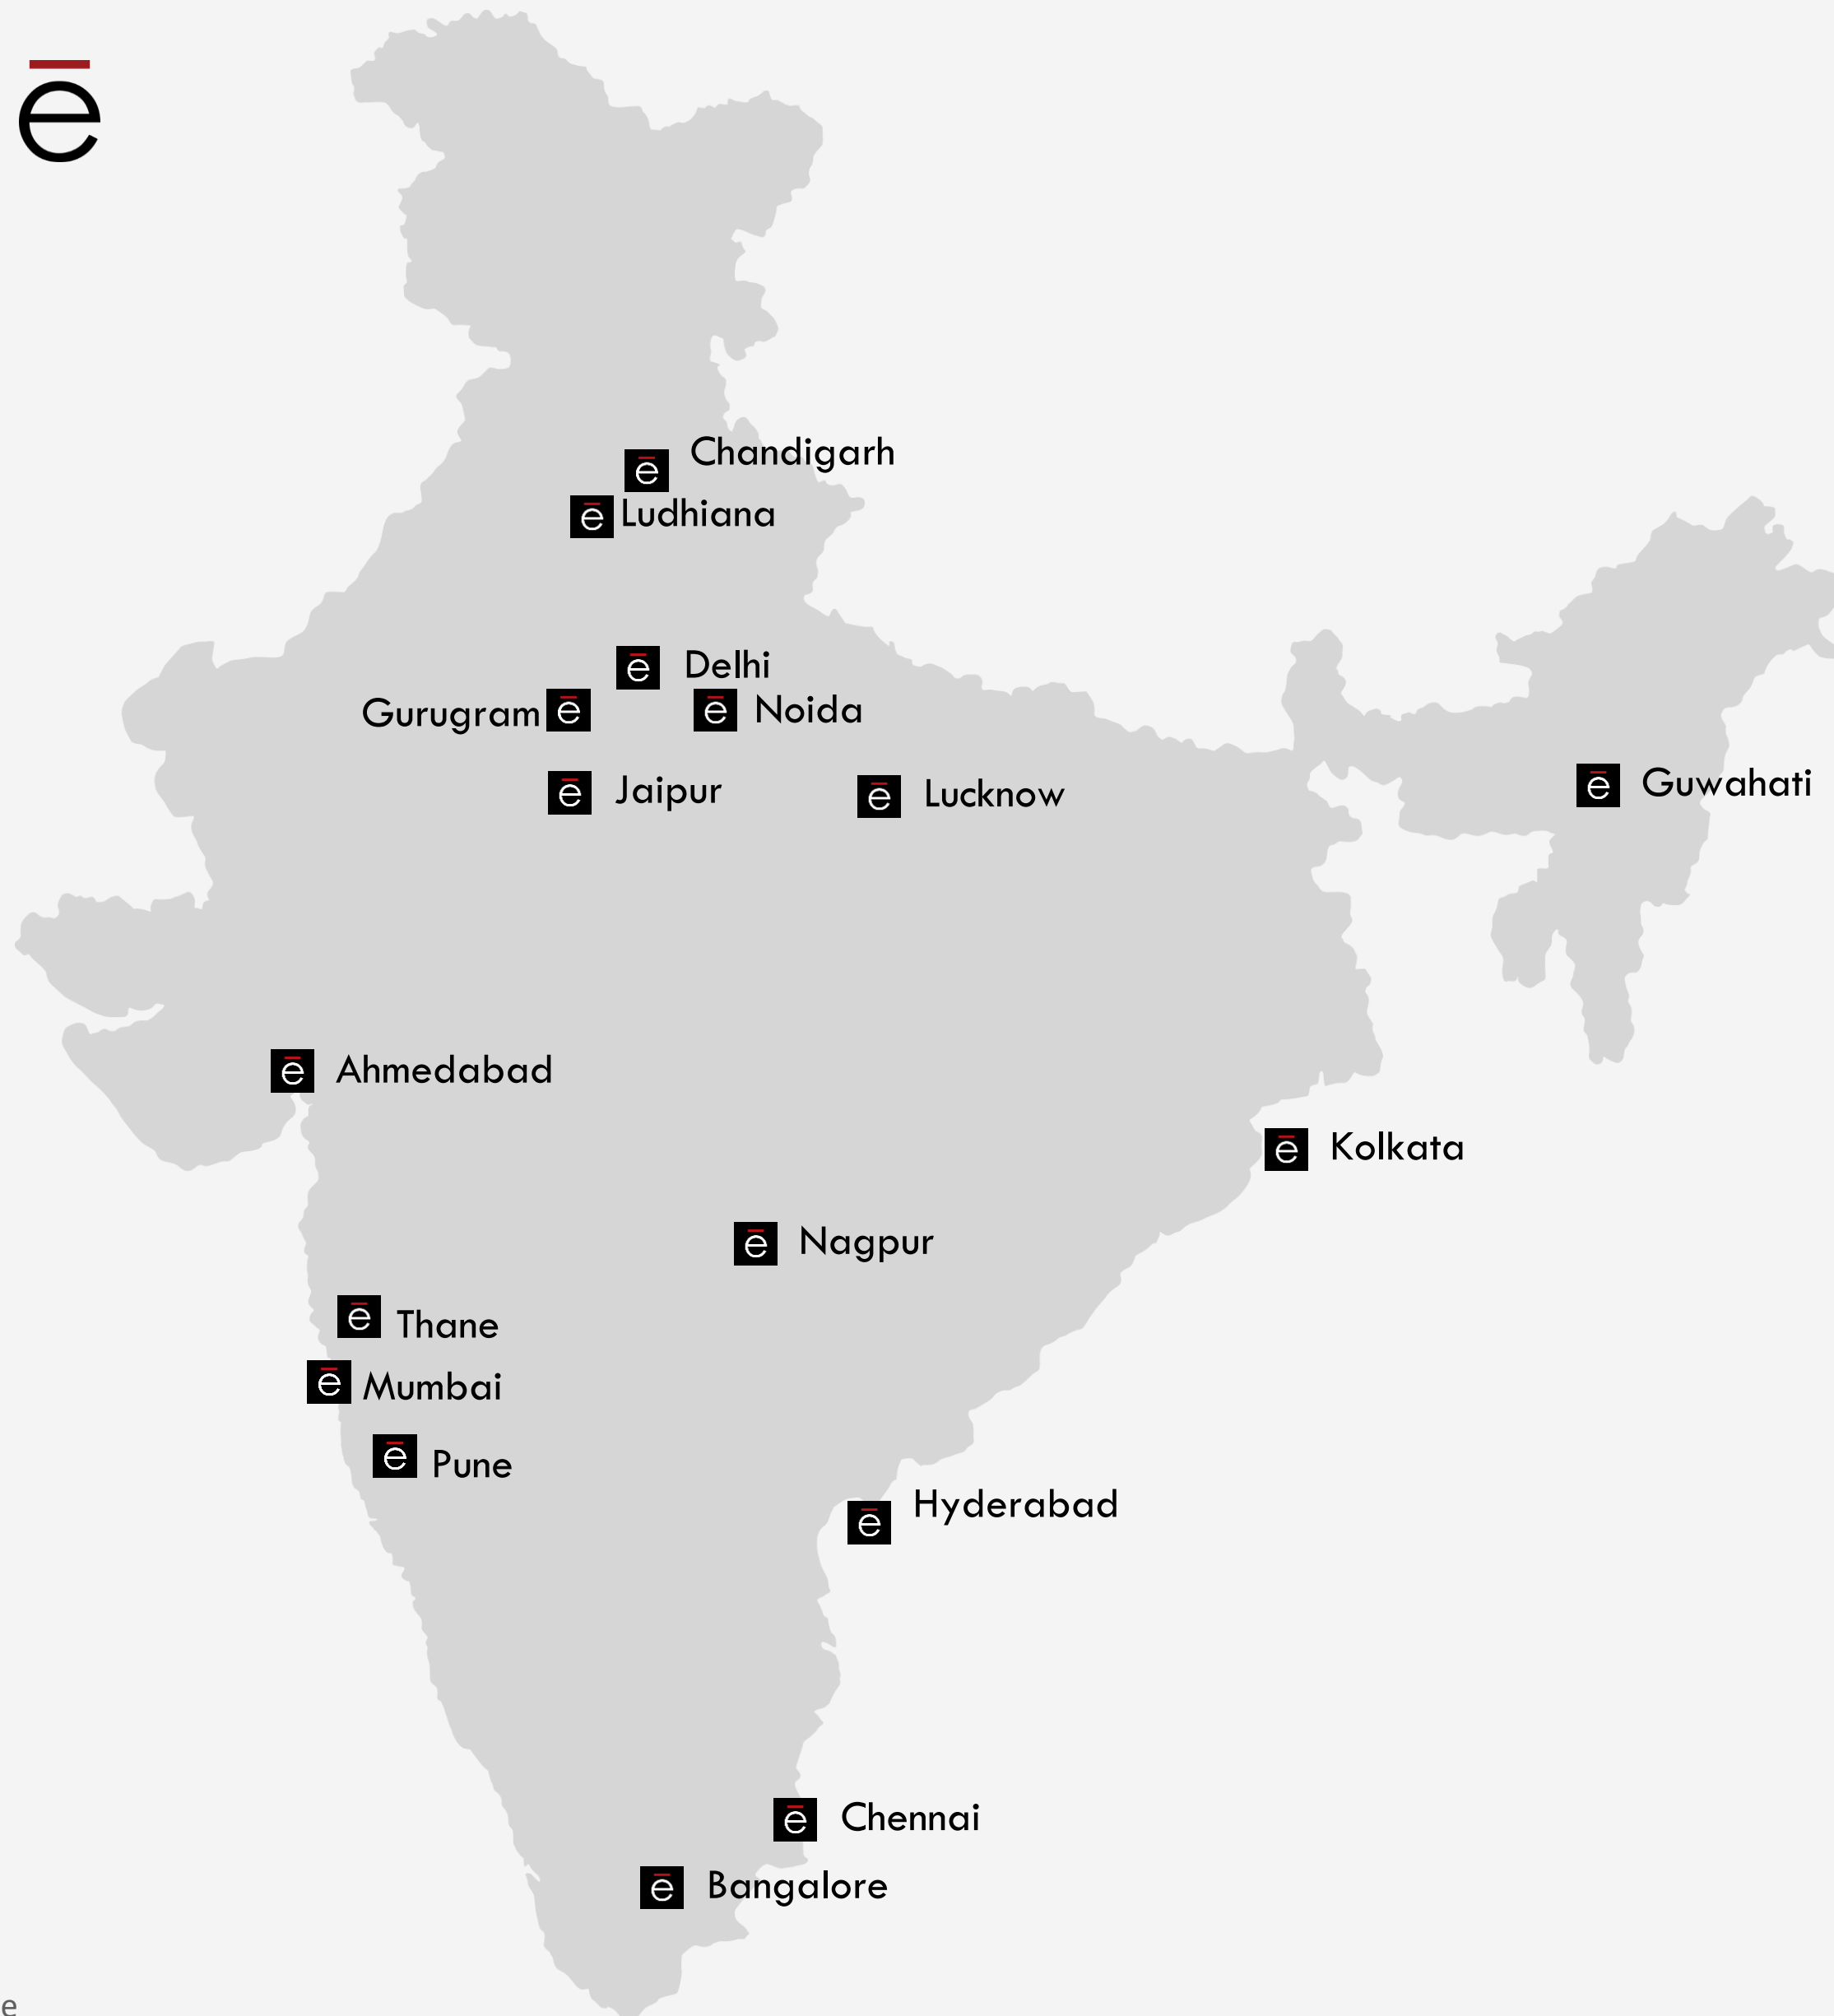 ē
Chandigarh
Ludhiana
Delhi
Gurugram
Noida
Jaipur
Lucknow
Guwahati
Ahmedabad
Kolkata
Nagpur
Thane
Mumbai
Pune
Hyderabad
Chennai
Bangalore
e